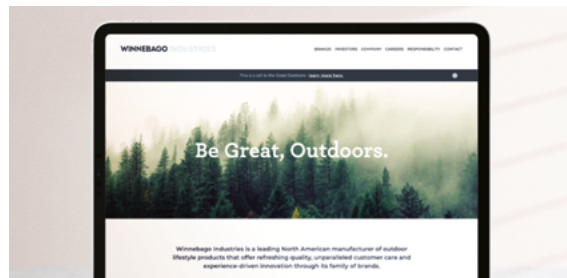 WINNEBAGO INDUSTRIES
BRANDS INVESTORS COMPANY CAREERS RESPONSIBILITY CONTACT
This is a call to the Great Outdoors - learn more here.
Be Great, Outdoors.
Winnebago Industries is a leading North American manufacturer of outdoor
lifestyle products that offer refreshing quality, unparalleled customer care and
experience-driven innovation through its family of brands.